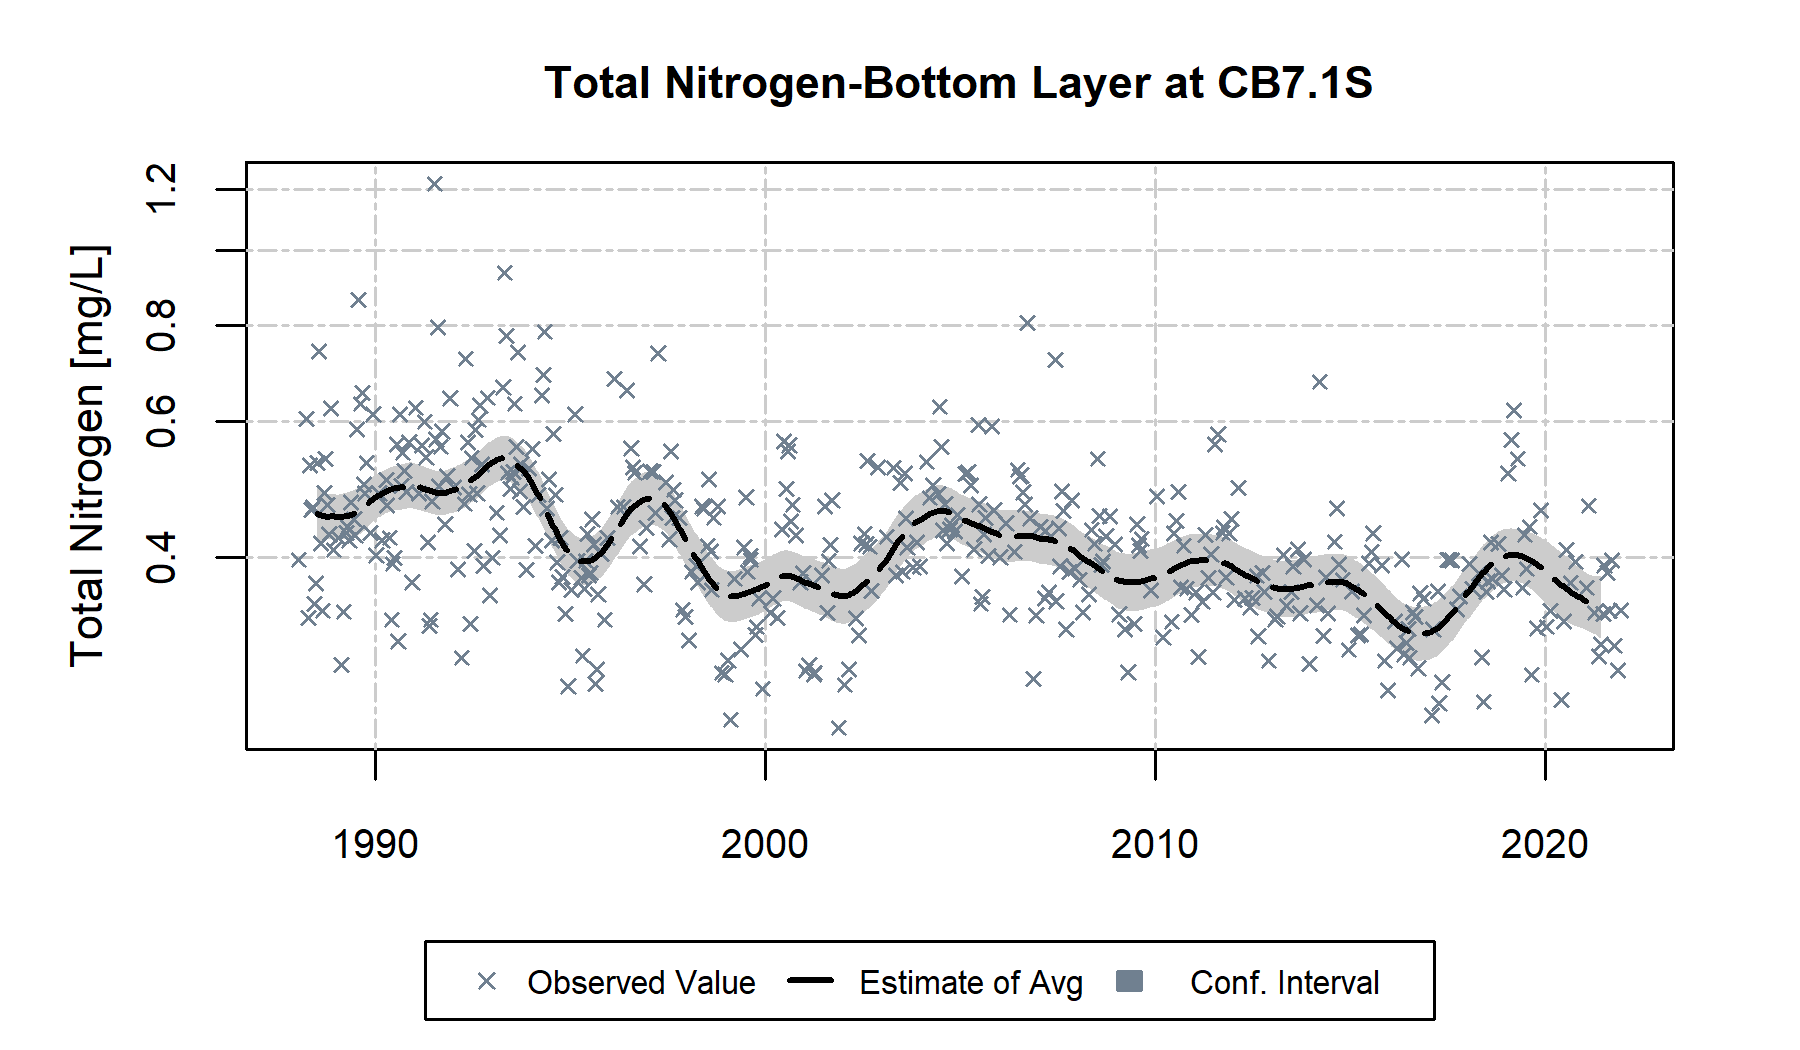 Total Nitrogen-Bottom Layer at CB7.1S
Total Nitrogen [mg/L]
1.2
0.8
0.6
0.4
1990 2000 2010 2020
Observed Value Estimate of Avg Conf. Interval